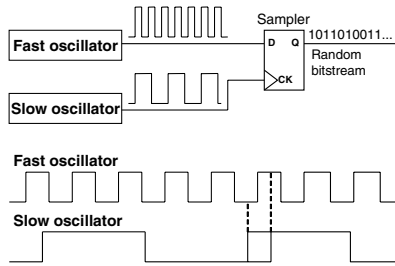 Sampler
Fast oscillator
D Q
1011010011...
Random
bitstream
Slow oscillator
CK
Fast oscillator
Slow oscillator